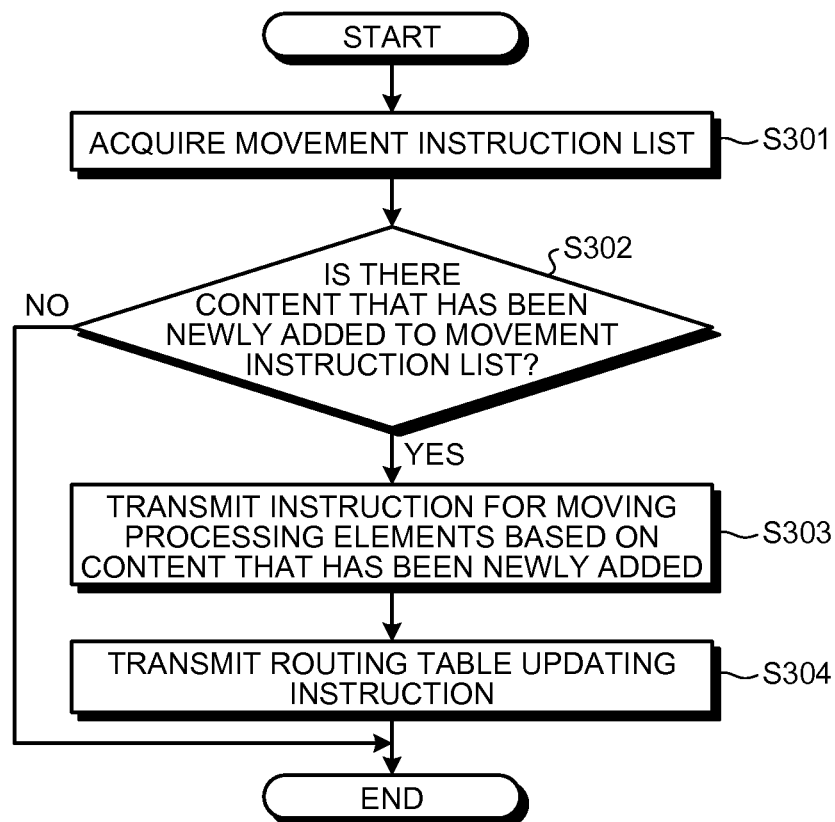 START
ACQUIRE MOVEMENT INSTRUCTION LIST
S301
S302
IS THERE
CONTENT THAT HAS BEEN
NEWLY ADDED TO MOVEMENT
INSTRUCTION LIST?
NO
YES
TRANSMIT INSTRUCTION FOR MOVING
PROCESSING ELEMENTS BASED ON
CONTENT THAT HAS BEEN NEWLY ADDED
S303
TRANSMIT ROUTING TABLE UPDATING
INSTRUCTION
S304
END